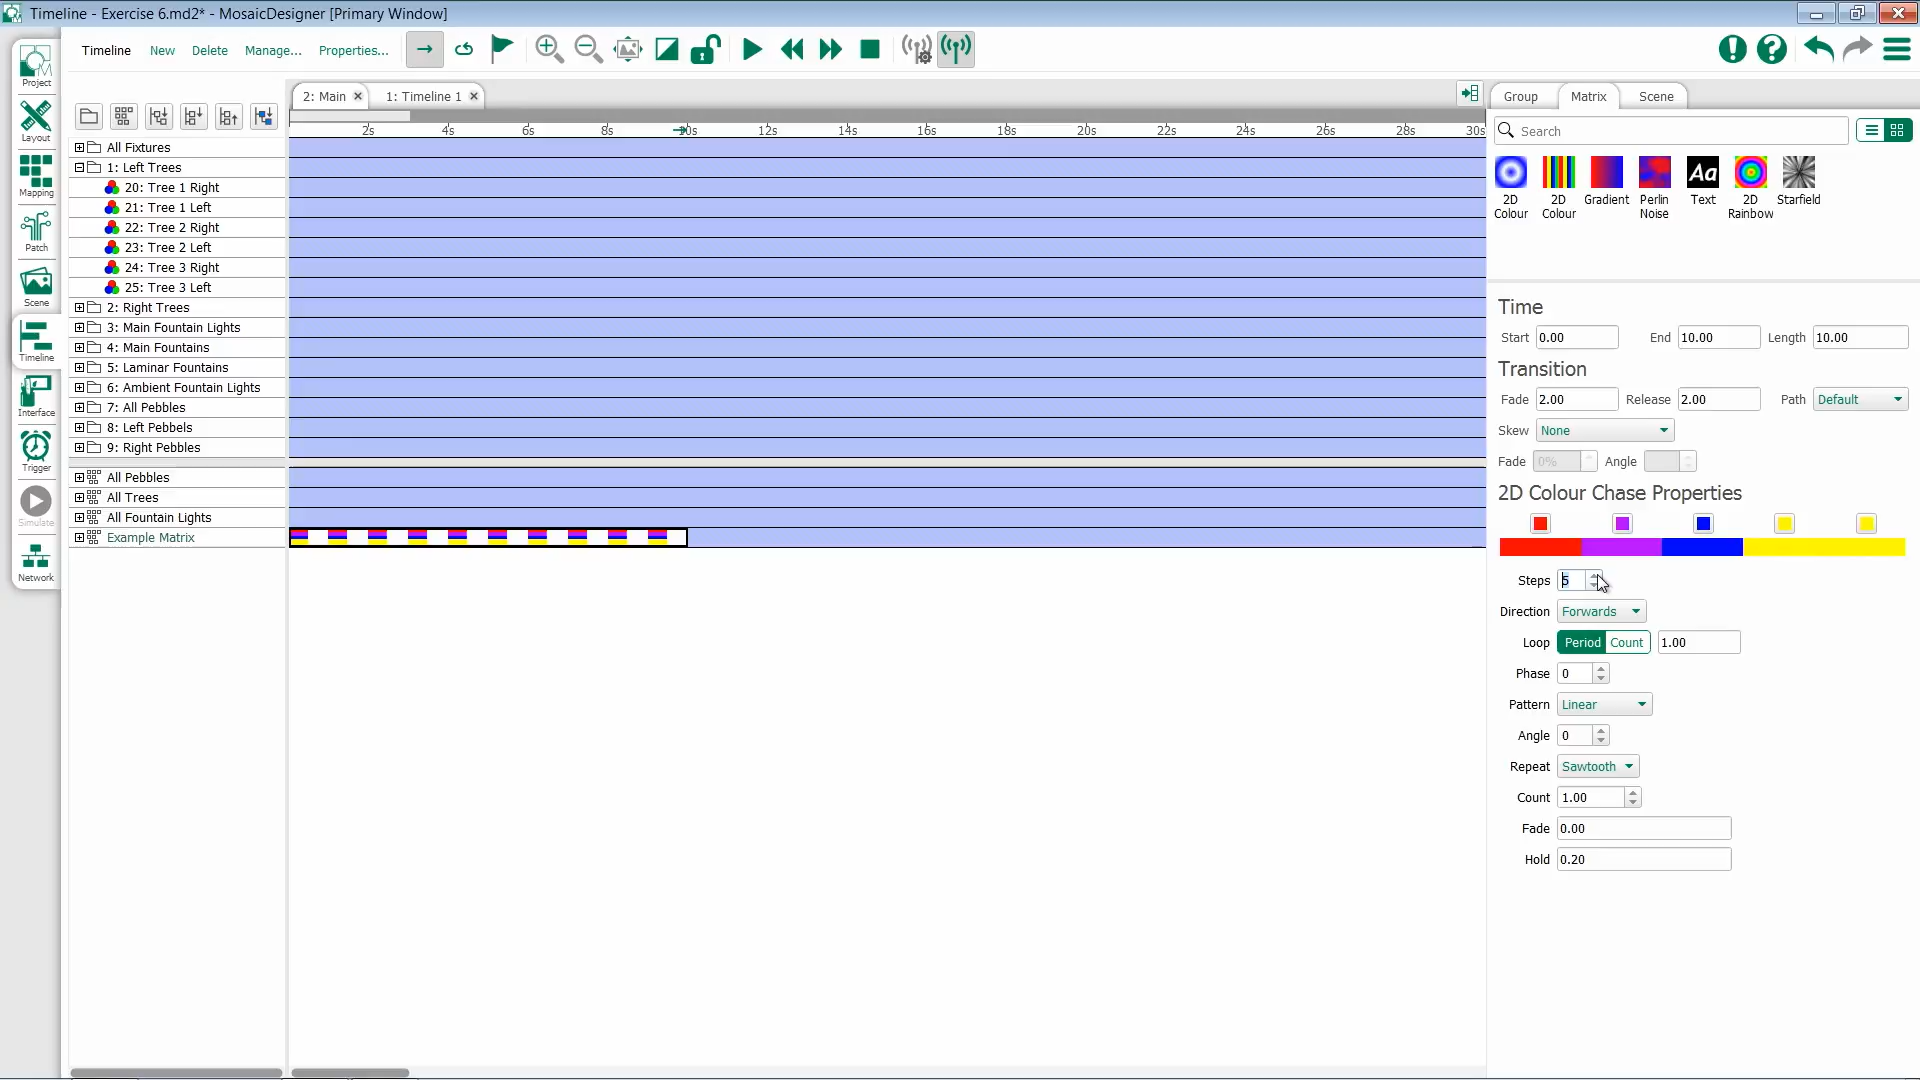 Timeline - Exercise 6.md2* - MosaicDesigner [Primary Window]
Project
Layout
Mapping
Patch
Scene
Timeline
Interface
Trigger
Simulate
Network
Timeline New Delete Manage... Properties...
2: Main 1: Timeline 1
2s 4s 6s 8s 10s 12s 14s 16s 18s 20s 22s 24s 26s 28s 30s
All Fixtures
1: Left Trees
20: Tree 1 Right
21: Tree 1 Left
22: Tree 2 Right
23: Tree 2 Left
24: Tree 3 Right
25: Tree 3 Left
2: Right Trees
3: Main Fountain Lights
4: Main Fountains
5: Laminar Fountains
6: Ambient Fountain Lights
7: All Pebbles
8: Left Pebbels
9: Right Pebbles
All Pebbles
All Trees
All Fountain Lights
Example Matrix
Group Matrix Scene
Search
2D Colour
2D Colour
Gradient
Perlin Noise
Aa
Text
2D Rainbow
Starfield
Time
Start 0.00 End 10.00 Length 10.00
Transition
Fade 2.00 Release 2.00 Path Default
Skew None
Fade 0% Angle
2D Colour Chase Properties
Steps 5
Direction Forwards
Loop Period Count 1.00
Phase 0
Pattern Linear
Angle 0
Repeat Sawtooth
Count 1.00
Fade 0.00
Hold 0.20